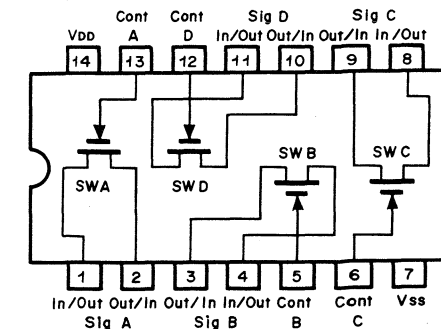 Cont Cont Sig D Sig C
VDD A D In/Out Out/In Out/In In/Out
14 13 12 11 10 9 8
SWB SWC
SWA SWD
1 2 3 4 5 6 7
In/Out Out/In Out/In In/Out Cont Cont Vss
Sig A Sig B B C